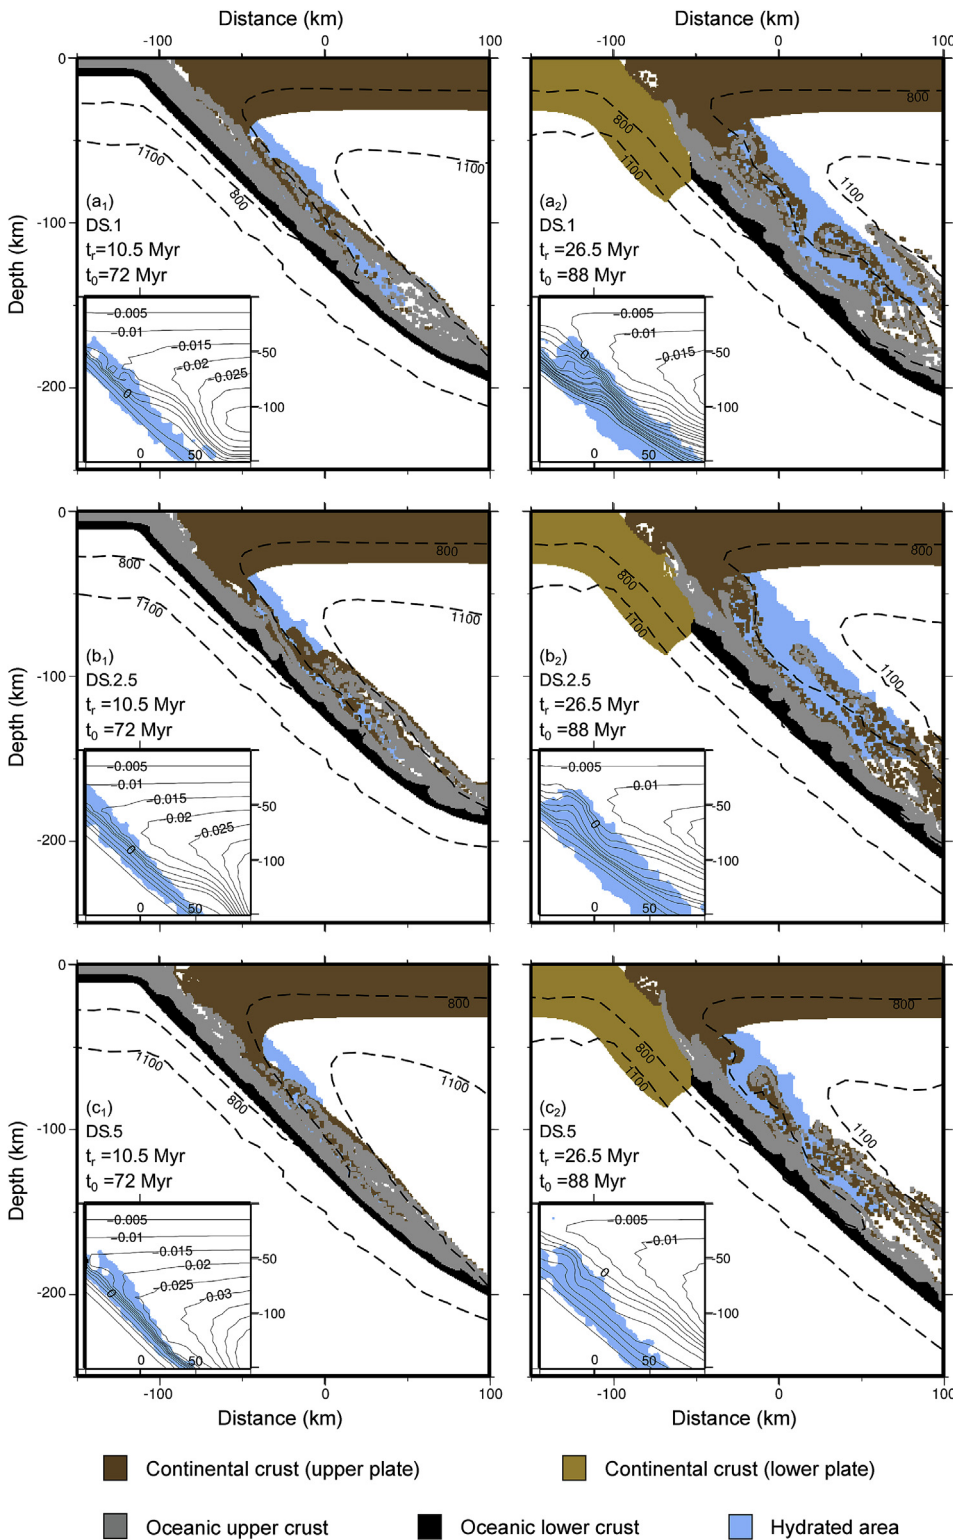 Distance (km)
Distance (km)
-100 0 100
-100 0 100
Depth (km)
0
-100
-200
800
1100
(a1)
DS.1
tr=10.5 Myr
t0=72 Myr
-0.005
-0.01
-0.015
-0.02
-0.025
0
-50
-100
0 50
800
800
1100
1100
(a2)
DS.1
tr=26.5 Myr
t0=88 Myr
-0.005
-0.01
-0.015
0
-50
-100
0 50
Depth (km)
0
-100
-200
800
800
1100
1100
(b1)
DS.2.5
tr=10.5 Myr
t0 =72 Myr
-0.005
-0.01
-0.015
-0.02
-0.025
0
-50
-100
0 50
800
800
1100
1100
(b2)
DS.2.5
tr=26.5 Myr
t0=88 Myr
-0.005
-0.01
0
-50
-100
0 50
Depth (km)
0
-100
-200
800
800
1100
1100
(c1)
DS.5
tr=10.5 Myr
t0 =72 Myr
-0.005
-0.01
-0.015
-0.02
-0.025
-0.03
0
-50
-100
0 50
800
800
1100
1100
(c2)
DS.5
tr=26.5 Myr
t0=88 Myr
-0.005
-0.01
0
-50
-100
0 50
-100 0 100
-100 0 100
Distance (km)
Distance (km)
Continental crust (upper plate)
Continental crust (lower plate)
Oceanic upper crust
Oceanic lower crust
Hydrated area